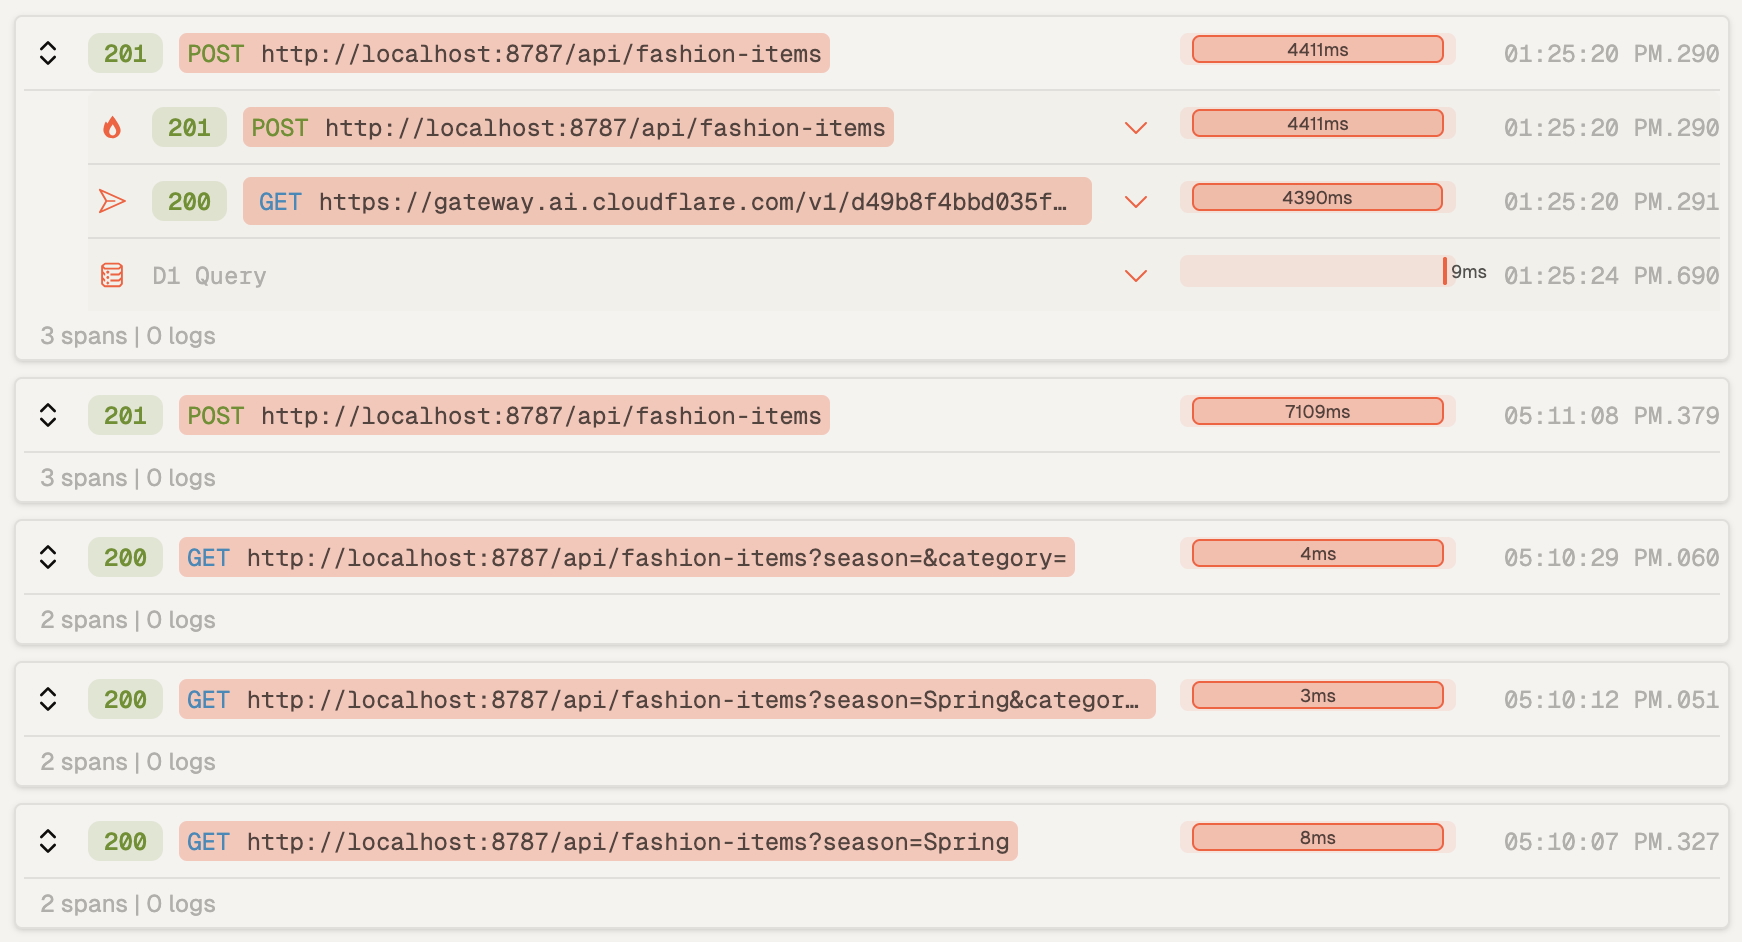 201 POST http://localhost:8787/api/fashion-items 4411ms 01:25:20 PM.290
201 POST http://localhost:8787/api/fashion-items 4411ms 01:25:20 PM.290
200 GET https://gateway.ai.cloudflare.com/v1/d49b8f4bbd035f… 4390ms 01:25:20 PM.291
D1 Query 9ms 01:25:24 PM.690
3 spans | 0 logs
201 POST http://localhost:8787/api/fashion-items 7109ms 05:11:08 PM.379
3 spans | 0 logs
200 GET http://localhost:8787/api/fashion-items?season=&category= 4ms 05:10:29 PM.060
2 spans | 0 logs
200 GET http://localhost:8787/api/fashion-items?season=Spring&categor… 3ms 05:10:12 PM.051
2 spans | 0 logs
200 GET http://localhost:8787/api/fashion-items?season=Spring 8ms 05:10:07 PM.327
2 spans | 0 logs